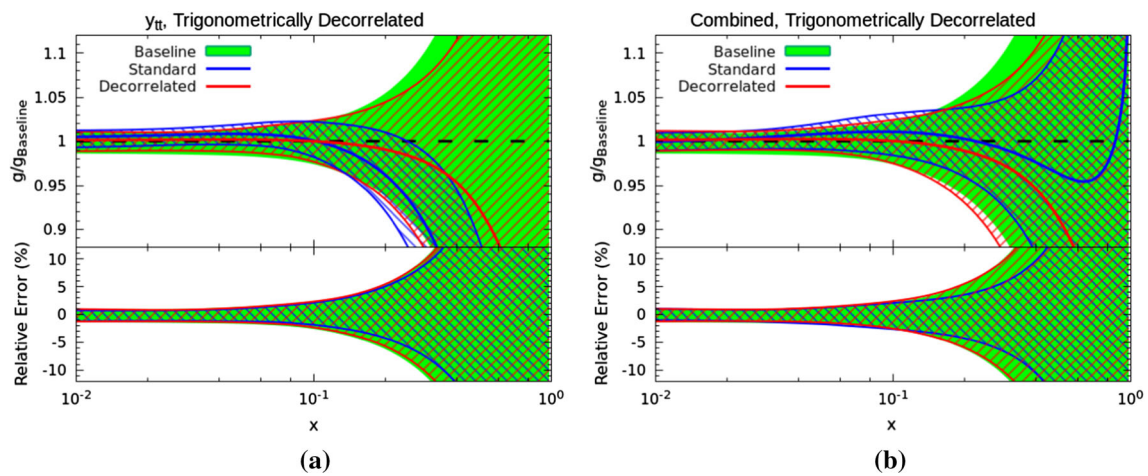 y_tt, Trigonometrically Decorrelated
g/g_Baseline
1.1
1.05
1
0.95
0.9
Baseline
Standard
Decorrelated
Relative Error (%)
10
5
0
-5
-10
10^-2
10^-1
10^0
x
(a)
Combined, Trigonometrically Decorrelated
g/g_Baseline
1.1
1.05
1
0.95
0.9
Baseline
Standard
Decorrelated
Relative Error (%)
10
5
0
-5
-10
10^-2
10^-1
10^0
x
(b)